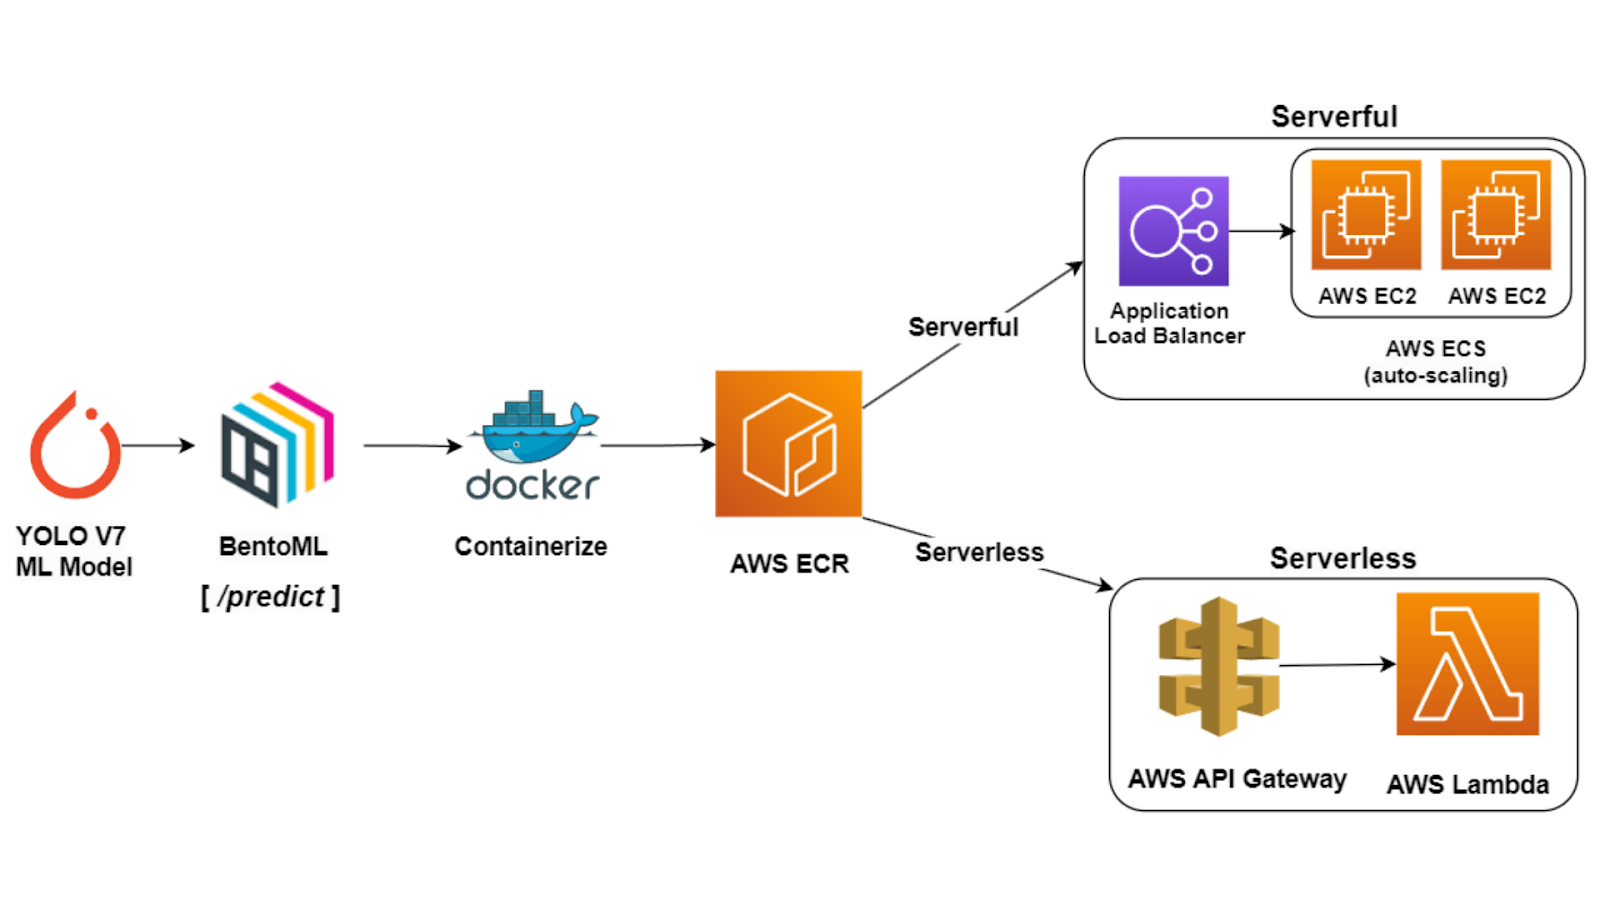 YOLO V7
ML Model
BentoML
[ /predict ]
docker
Containerize
AWS ECR
Serverful
Serverless
Serverful
Application
Load Balancer
AWS EC2
AWS EC2
AWS ECS
(auto-scaling)
Serverless
AWS API Gateway
AWS Lambda